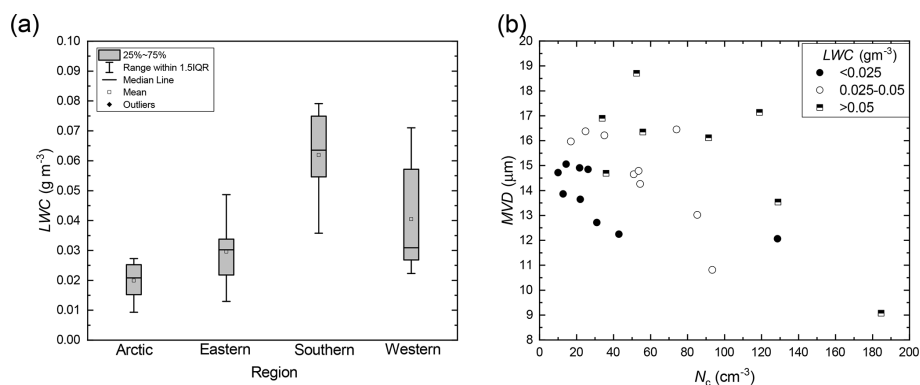 (a)
0.10
0.09
0.08
0.07
0.06
0.05
0.04
0.03
0.02
0.01
0.00
LWC (g m-3)
25%~75%
Range within 1.5IQR
Median Line
Mean
Outliers
Arctic Eastern Southern Western
Region
(b)
20
19
18
17
16
15
14
13
12
11
10
9
8
MVD (μm)
LWC (gm-3)
<0.025
0.025-0.05
>0.05
0 20 40 60 80 100 120 140 160 180 200
Nc (cm-3)